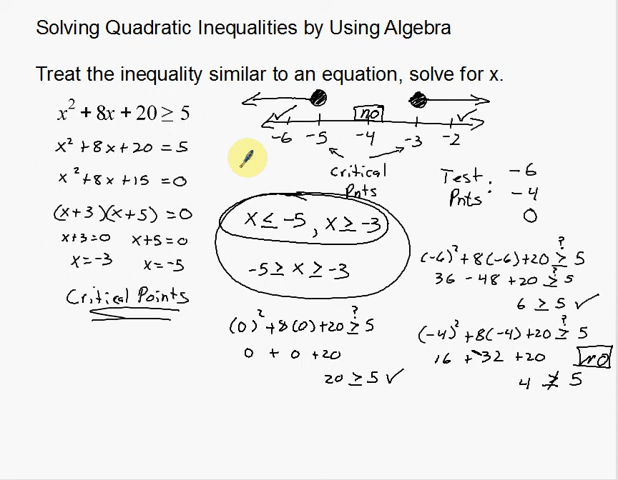 Solving Quadratic Inequalities by Using Algebra
Treat the inequality similar to an equation, solve for x.
x² + 8x + 20 ≥ 5
x² + 8x + 20 = 5
x² + 8x + 15 = 0
(x+3)(x+5) = 0
x+3=0 x+5=0
x=-3 x=-5
Critical Points
no
-6 -5 -4 -3 -2
critical
Pnts
Test
Pnts : -6
-4
0
x ≤ -5, x ≥ -3
-5 ≥ x ≥ -3
(0)² + 8(0) + 20 ≥? 5
0 + 0 + 20
20 ≥ 5 ✓
(-6)² + 8(-6) + 20 ≥? 5
36 - 48 + 20 ≥? 5
6 ≥ 5 ✓
(-4)² + 8(-4) + 20 ≥? 5
16 + -32 + 20 no
4 ≱ 5